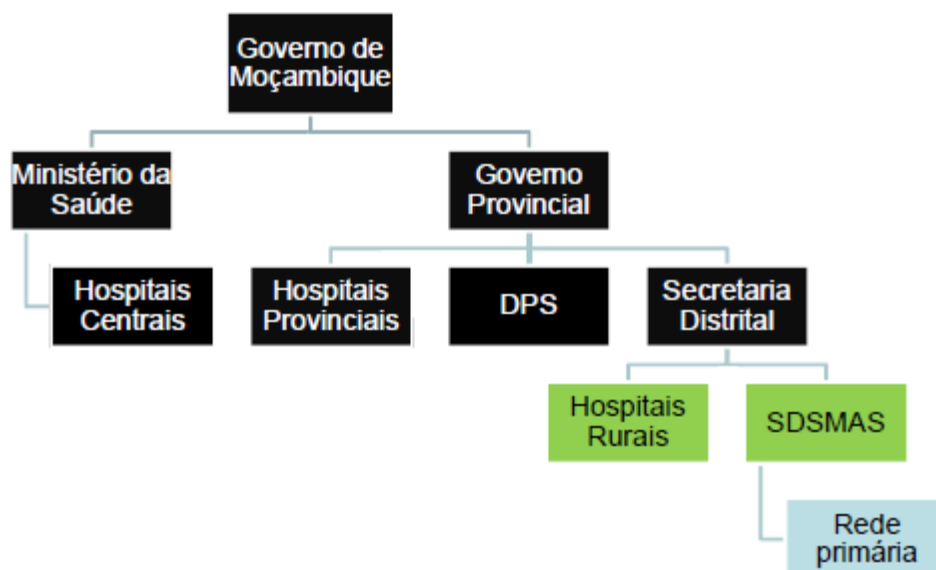 Governo de
Moçambique
Ministério da
Saúde
Governo
Provincial
Hospitais
Centrais
Hospitais
Provinciais
DPS
Secretaria
Distrital
Hospitais
Rurais
SDSMAS
Rede
primária